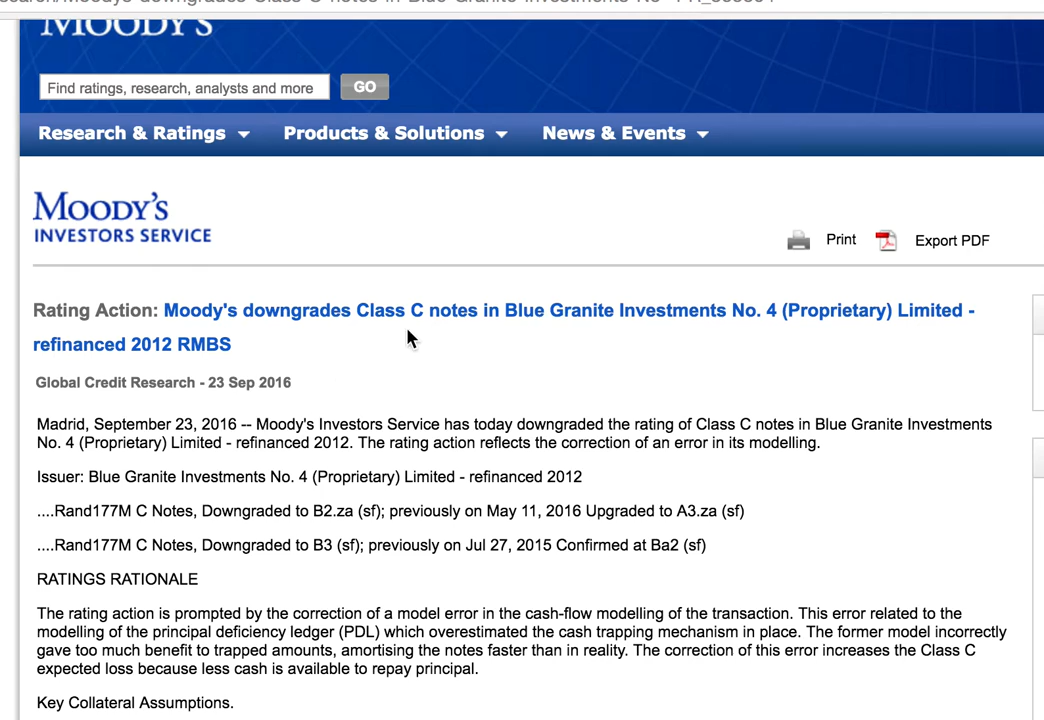 MOODY'S
Find ratings, research, analysts and more GO
Research & Ratings Products & Solutions News & Events
MOODY'S
INVESTORS SERVICE
Print Export PDF
Rating Action: Moody's downgrades Class C notes in Blue Granite Investments No. 4 (Proprietary) Limited -
refinanced 2012 RMBS
Global Credit Research - 23 Sep 2016
Madrid, September 23, 2016 -- Moody's Investors Service has today downgraded the rating of Class C notes in Blue Granite Investments
No. 4 (Proprietary) Limited - refinanced 2012. The rating action reflects the correction of an error in its modelling.
Issuer: Blue Granite Investments No. 4 (Proprietary) Limited - refinanced 2012
....Rand177M C Notes, Downgraded to B2.za (sf); previously on May 11, 2016 Upgraded to A3.za (sf)
....Rand177M C Notes, Downgraded to B3 (sf); previously on Jul 27, 2015 Confirmed at Ba2 (sf)
RATINGS RATIONALE
The rating action is prompted by the correction of a model error in the cash-flow modelling of the transaction. This error related to the
modelling of the principal deficiency ledger (PDL) which overestimated the cash trapping mechanism in place. The former model incorrectly
gave too much benefit to trapped amounts, amortising the notes faster than in reality. The correction of this error increases the Class C
expected loss because less cash is available to repay principal.
Key Collateral Assumptions.